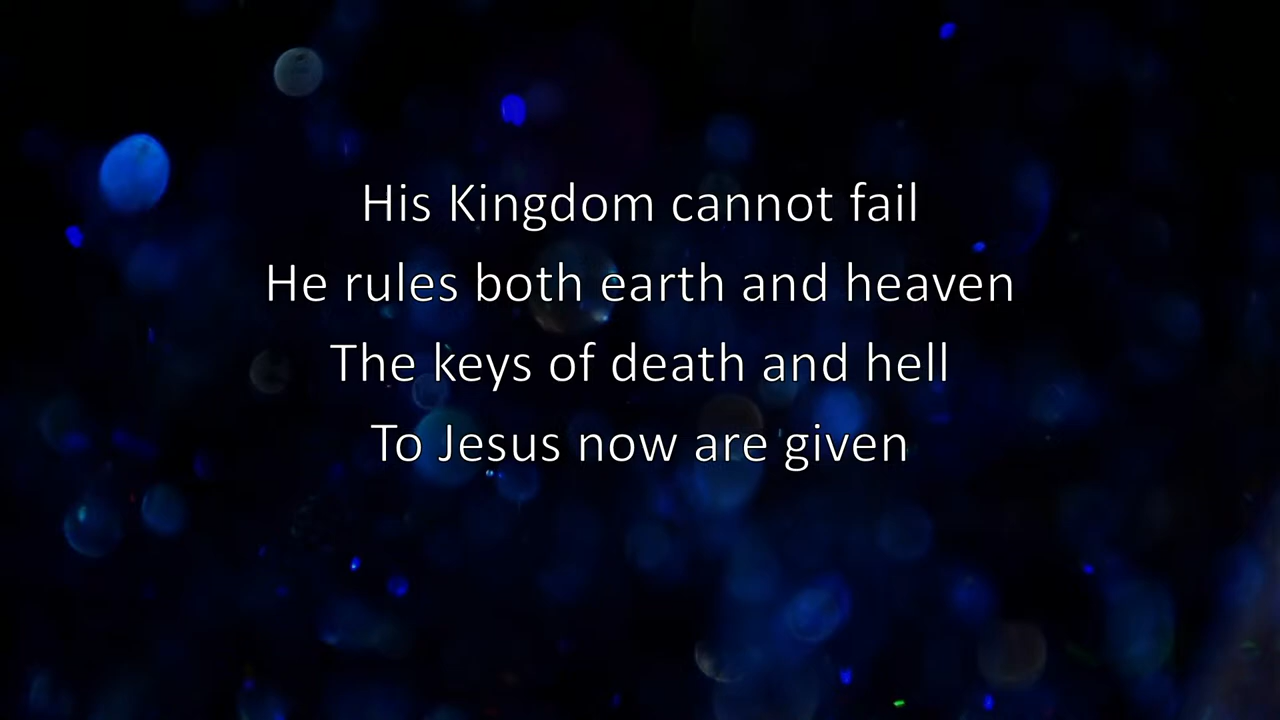 His Kingdom cannot fail
He rules both earth and heaven
The keys of death and hell
To Jesus now are given